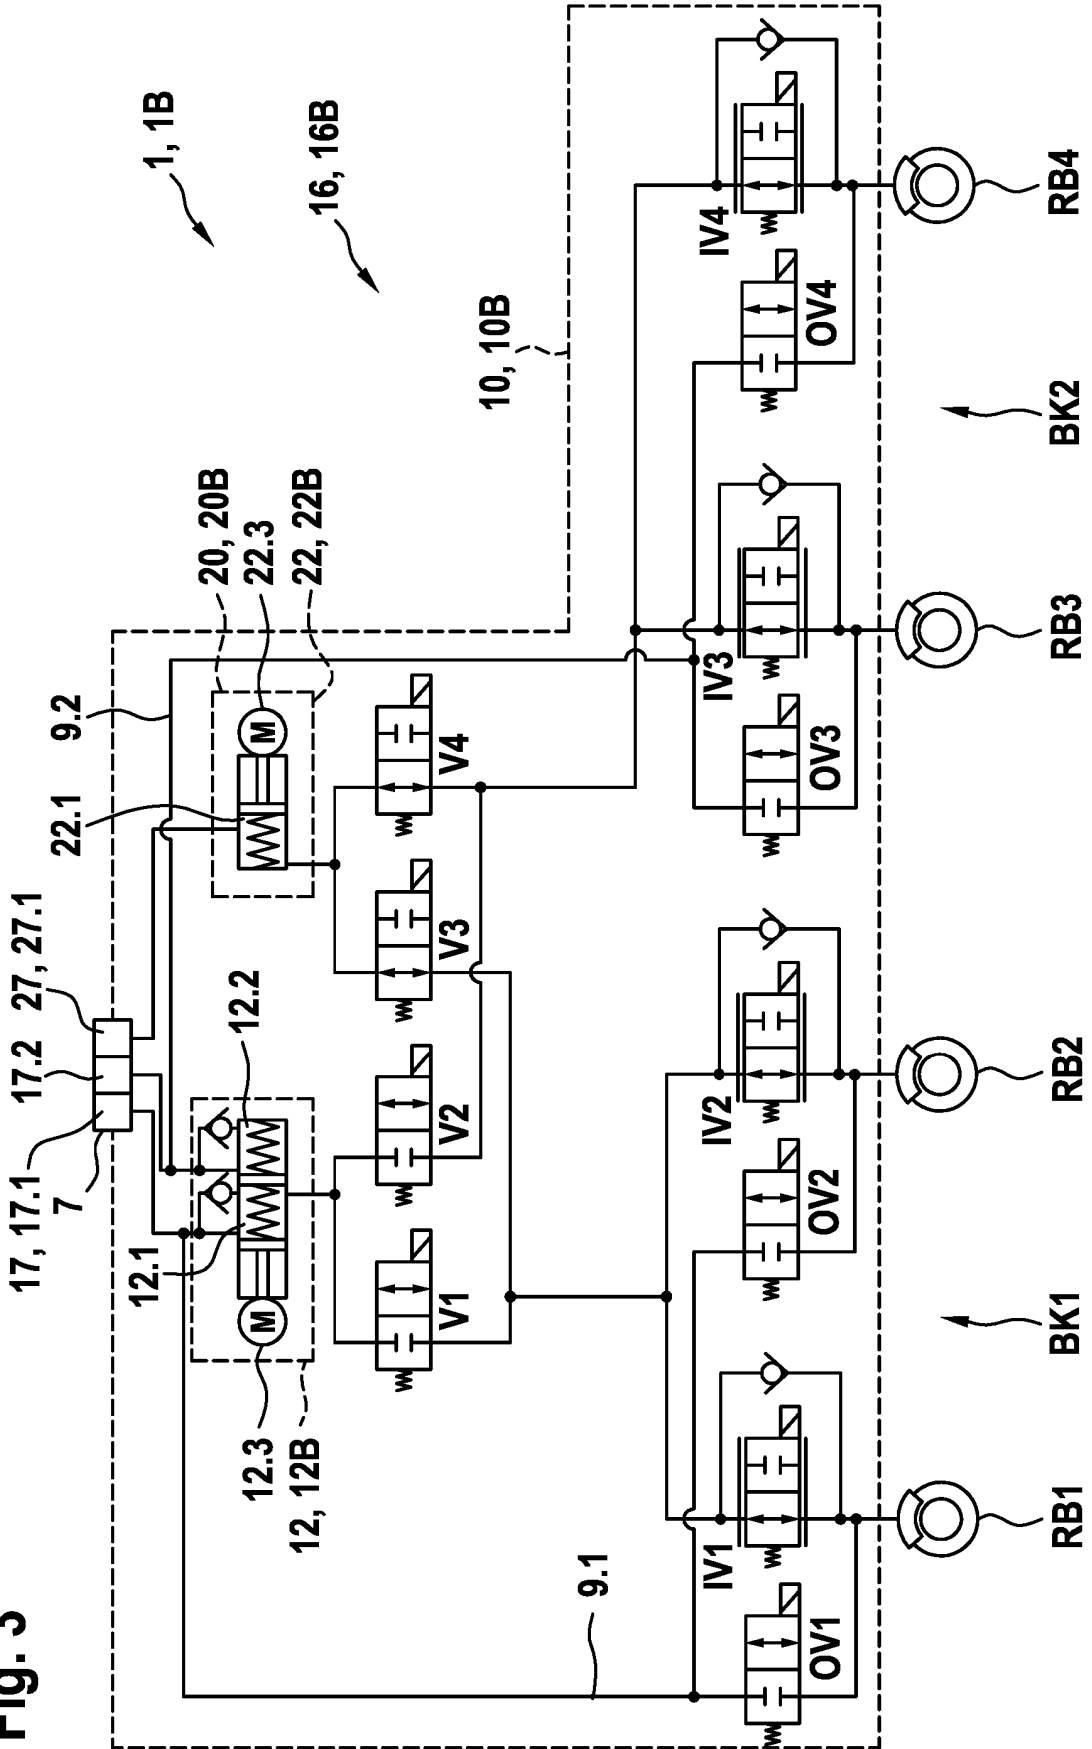 Fig. 3
1, 1B
16, 16B
10, 10B
20, 20B
22.3
22, 22B
9.2
22.1
M
27, 27.1
17.2
17, 17.1
7
12.2
12.1
M
12.3
12, 12B
V1
V2
V3
V4
9.1
OV1
IV1
OV2
IV2
OV3
IV3
OV4
IV4
RB1
BK1
RB2
RB3
BK2
RB4